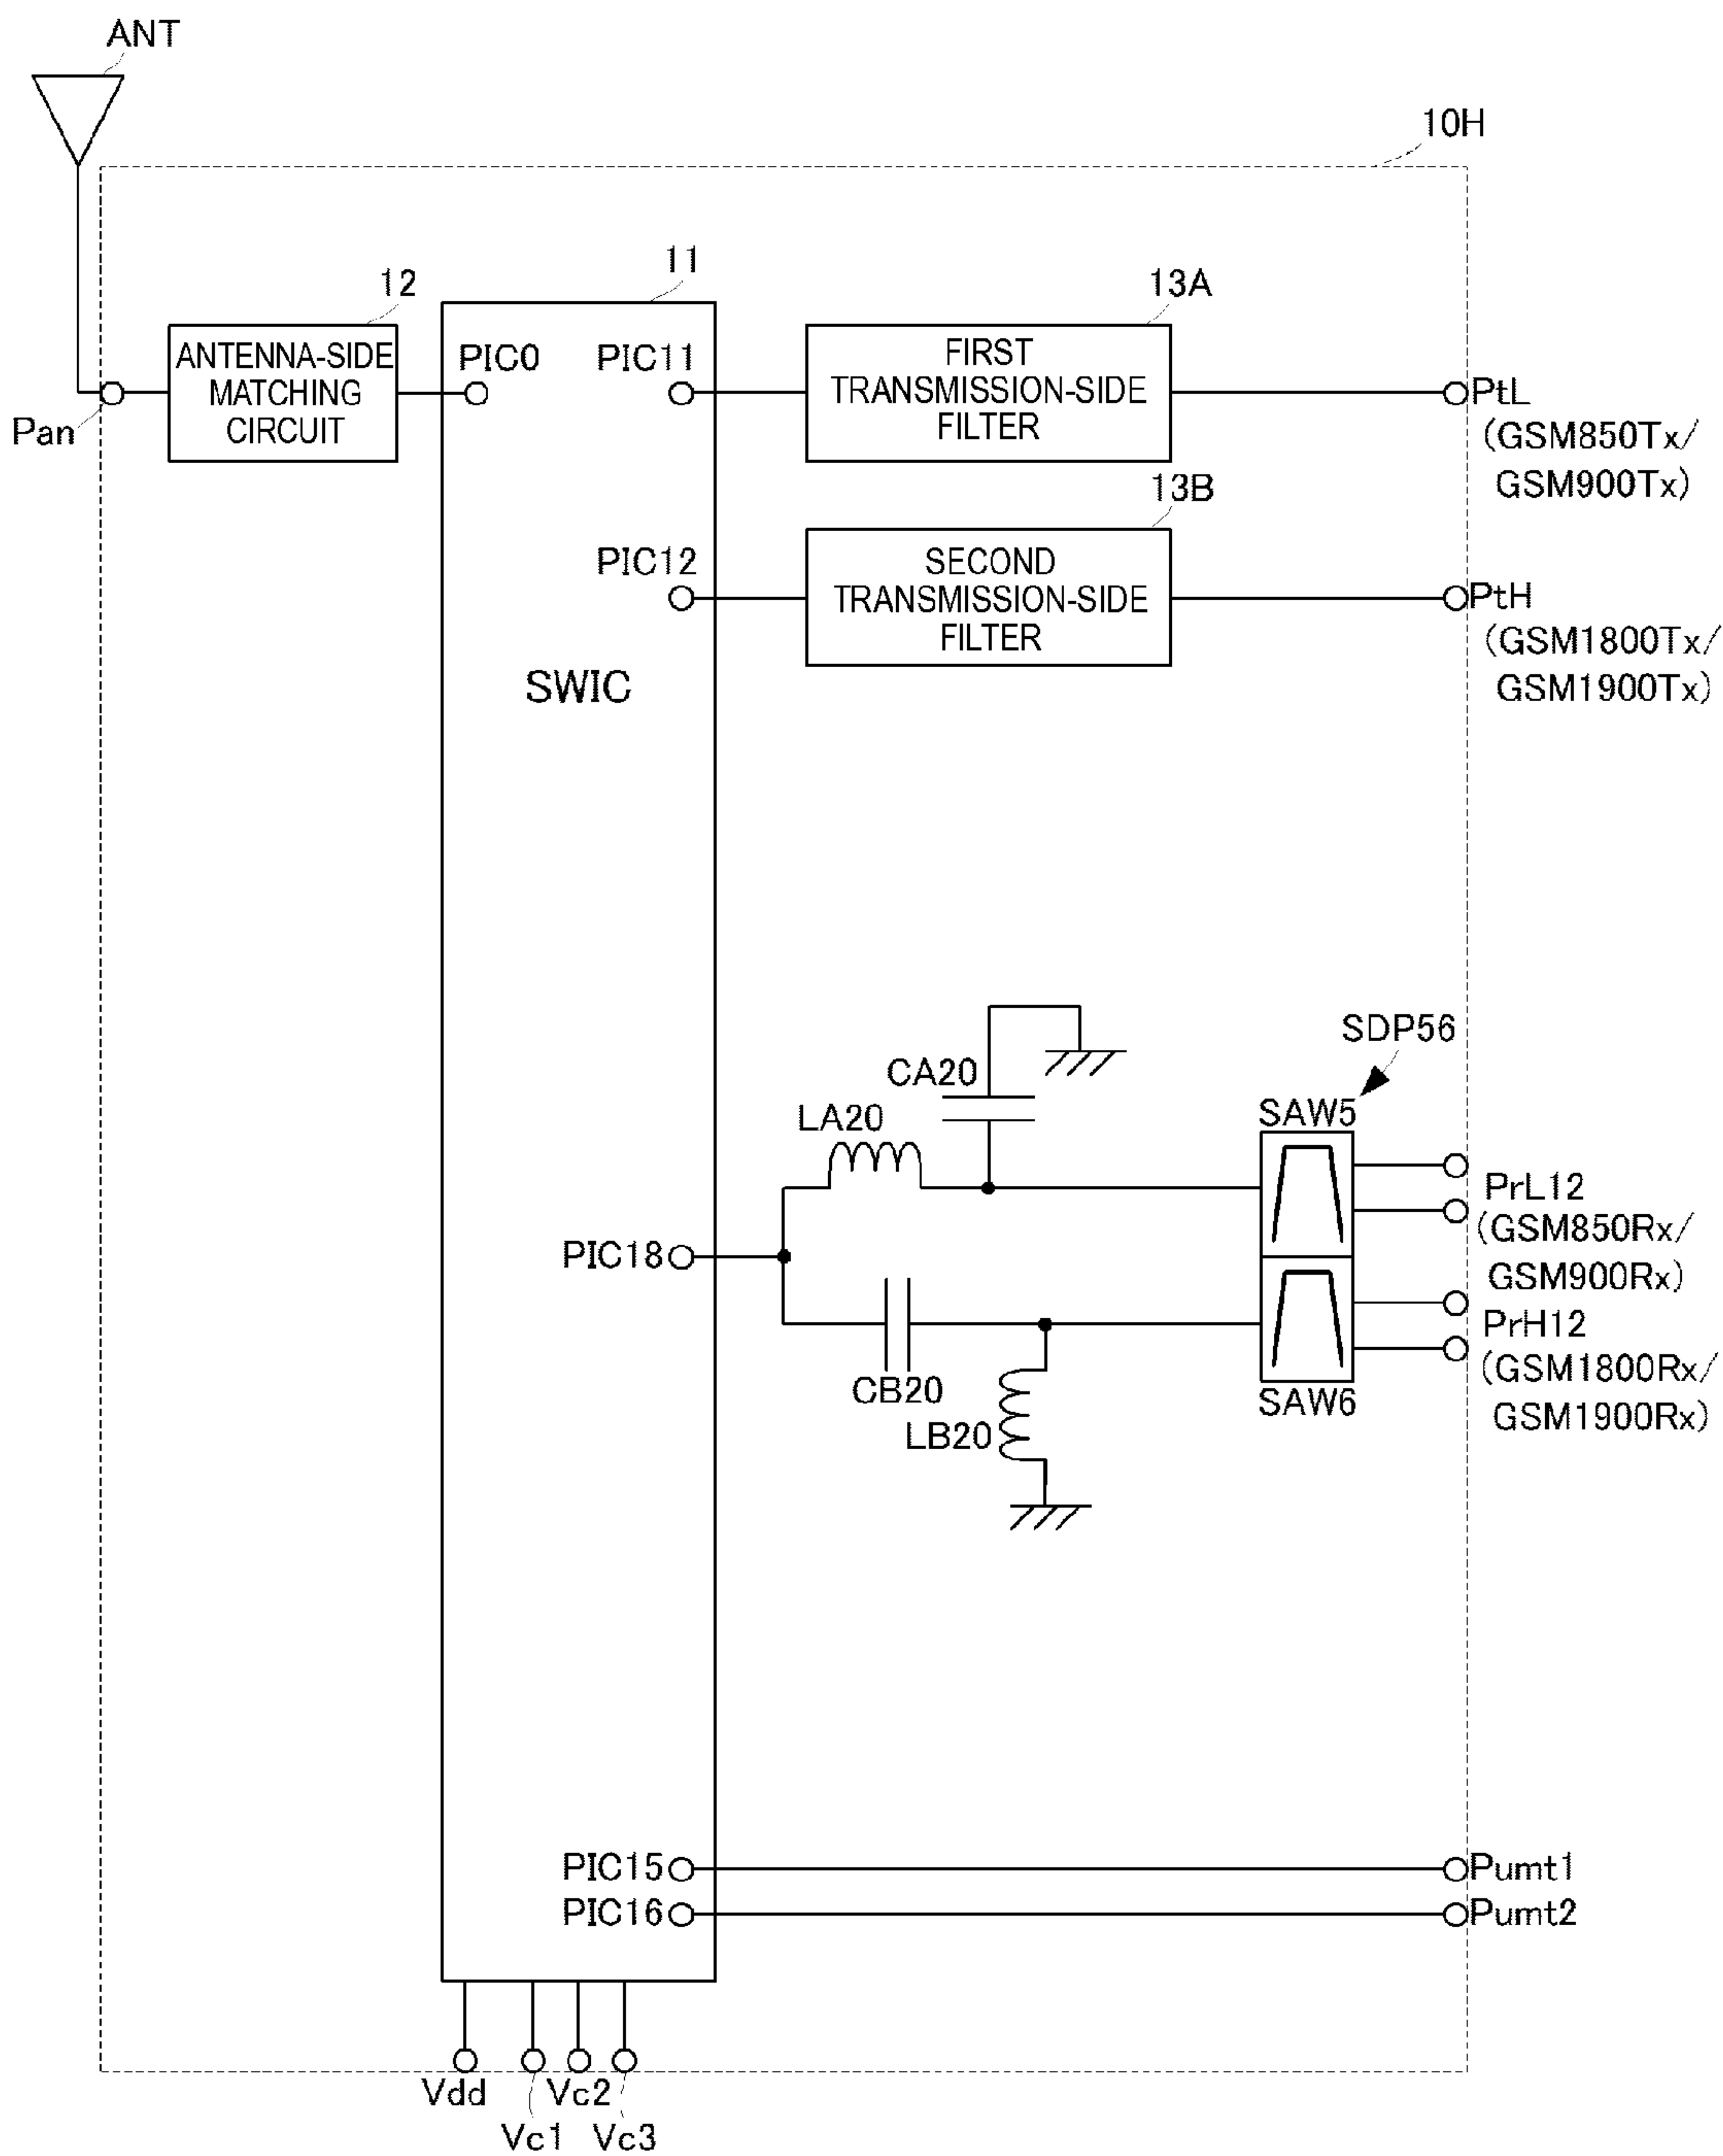 ANT
10H
12
11
13A
ANTENNA-SIDE
MATCHING
CIRCUIT
PIC0
PIC11
FIRST
TRANSMISSION-SIDE
FILTER
Pan
PtL
(GSM850Tx/
GSM900Tx)
13B
PIC12
SECOND
TRANSMISSION-SIDE
FILTER
PtH
(GSM1800Tx/
GSM1900Tx)
SWIC
SDP56
CA20
LA20
SAW5
PrL12
(GSM850Rx/
GSM900Rx)
PIC18
PrH12
(GSM1800Rx/
GSM1900Rx)
CB20
SAW6
LB20
PIC15
Pumt1
PIC16
Pumt2
Vdd
Vc2
Vc1
Vc3